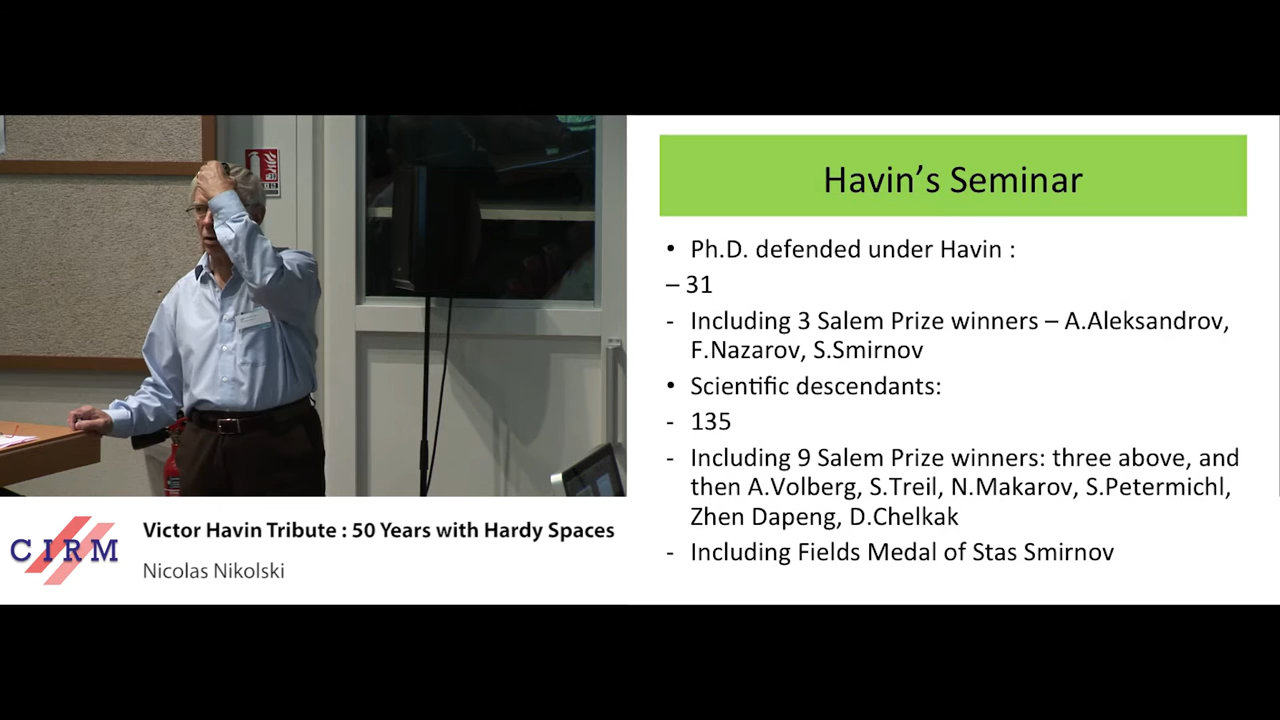 Havin’s Seminar
• Ph.D. defended under Havin :
– 31
- Including 3 Salem Prize winners – A.Aleksandrov,
F.Nazarov, S.Smirnov
• Scientific descendants:
- 135
- Including 9 Salem Prize winners: three above, and
then A.Volberg, S.Treil, N.Makarov, S.Petermichl,
Zhen Dapeng, D.Chelkak
- Including Fields Medal of Stas Smirnov
CIRM
Victor Havin Tribute : 50 Years with Hardy Spaces
Nicolas Nikolski